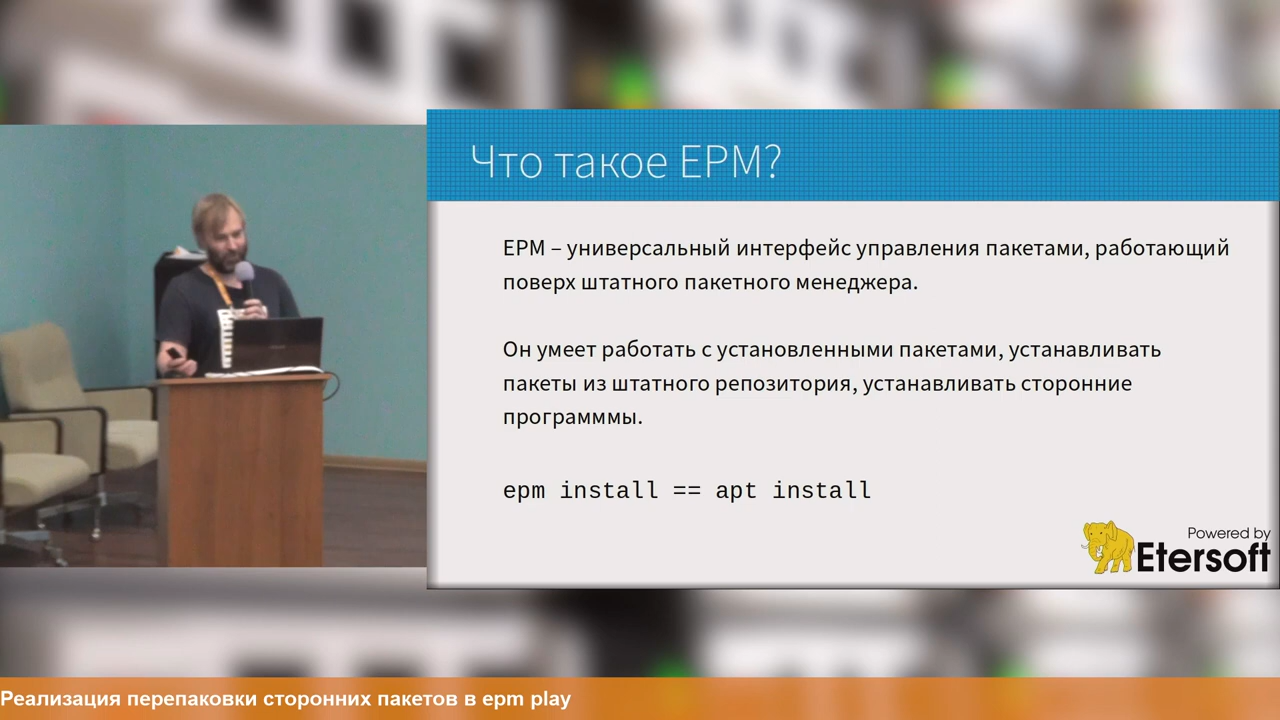 Что такое EPM?
EPM – универсальный интерфейс управления пакетами, работающий
поверх штатного пакетного менеджера.
Он умеет работать с установленными пакетами, устанавливать
пакеты из штатного репозитория, устанавливать сторонние
программмы.
epm install == apt install
Powered by
Etersoft
Реализация перепаковки сторонних пакетов в epm play